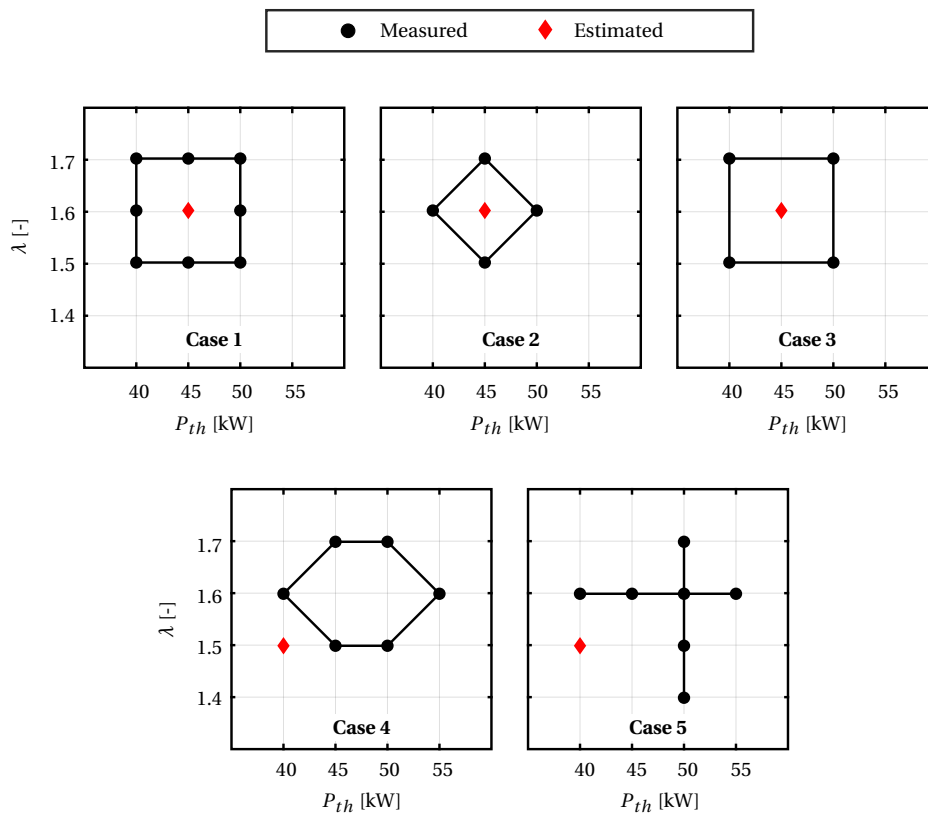 Measured Estimated
λ [-]
1.7
1.6
1.5
1.4
Case 1 Case 2 Case 3
40 45 50 55 40 45 50 55 40 45 50 55
P_th [kW] P_th [kW] P_th [kW]
λ [-]
1.7
1.6
1.5
1.4
Case 4 Case 5
40 45 50 55 40 45 50 55
P_th [kW] P_th [kW]